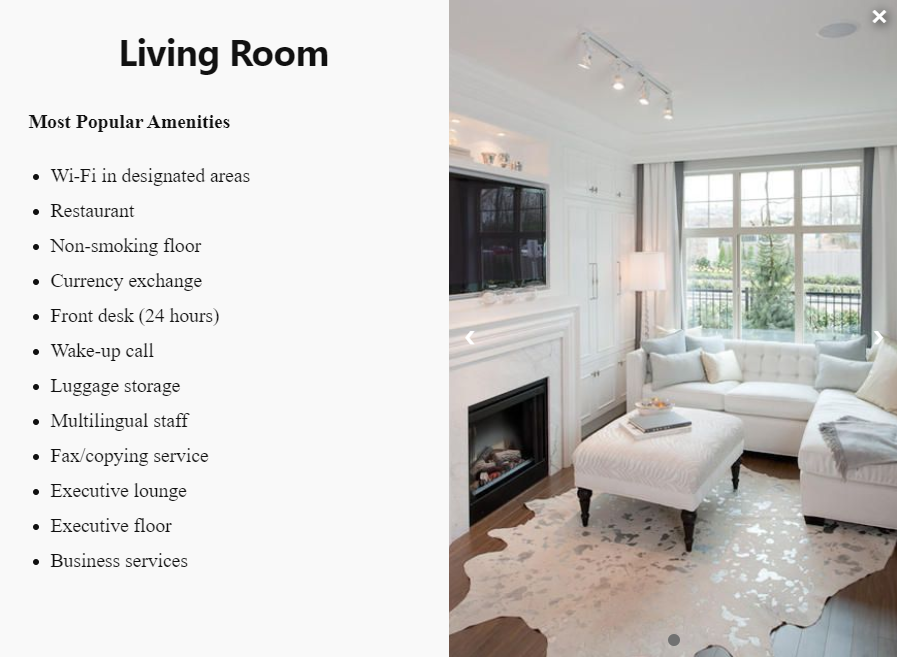 Living Room
Most Popular Amenities
Wi-Fi in designated areas
Restaurant
Non-smoking floor
Currency exchange
Front desk (24 hours)
Wake-up call
Luggage storage
Multilingual staff
Fax/copying service
Executive lounge
Executive floor
Business services